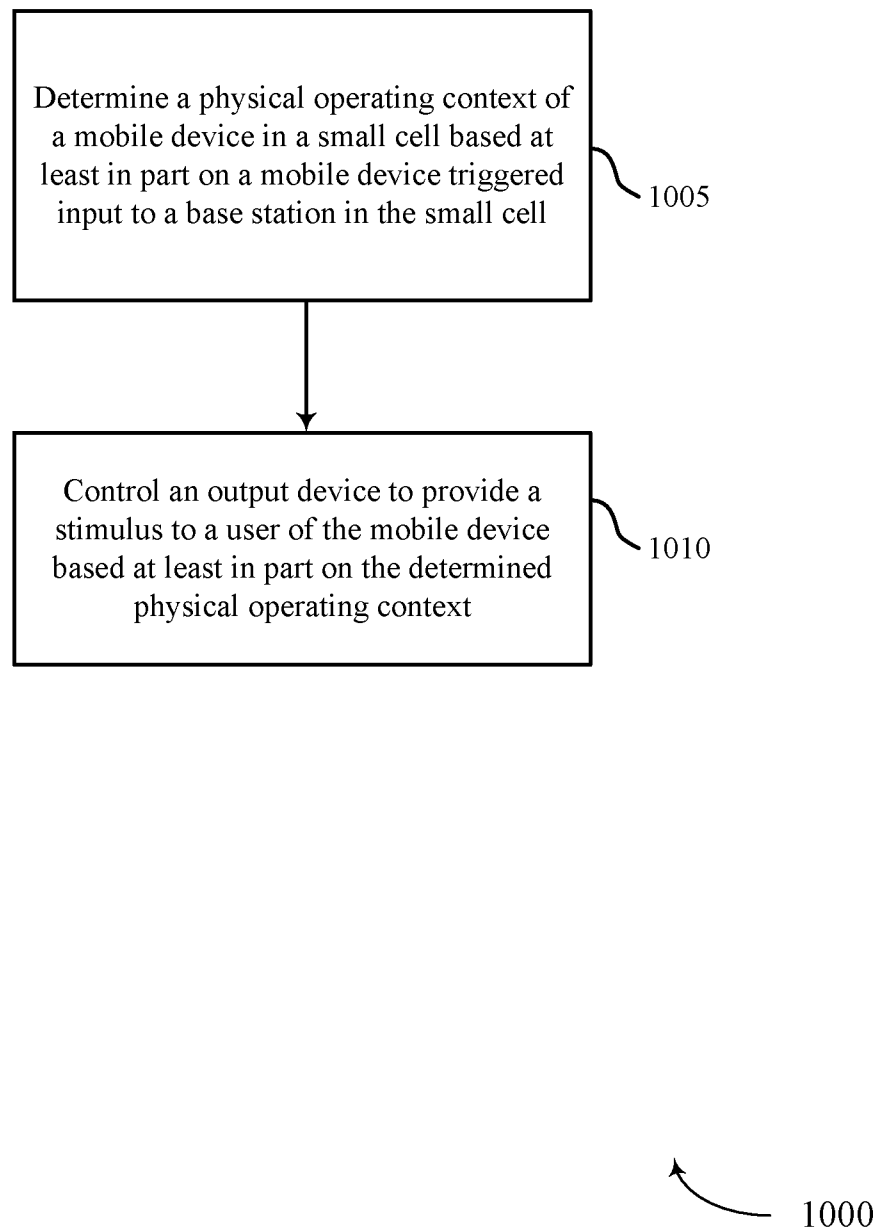 Determine a physical operating context of
a mobile device in a small cell based at
least in part on a mobile device triggered
input to a base station in the small cell
1005
Control an output device to provide a
stimulus to a user of the mobile device
based at least in part on the determined
physical operating context
1010
1000